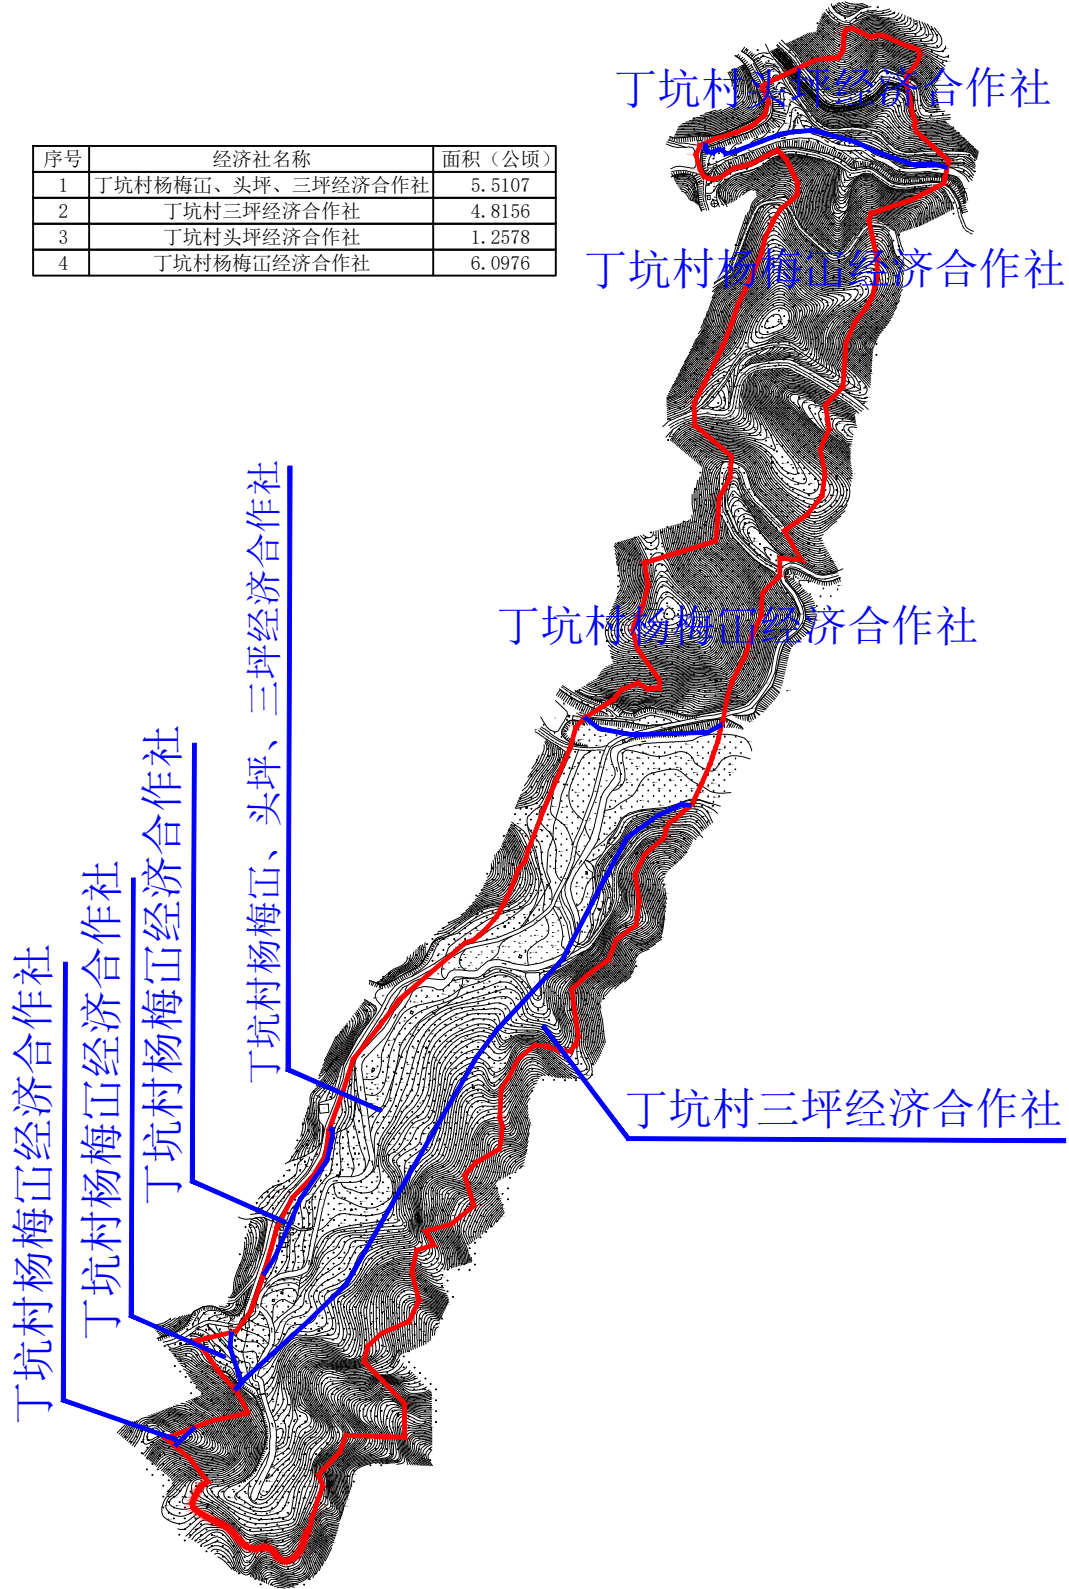 丁坑村头坪经济合作社
序号 经济社名称 面积（公顷）
1 丁坑村杨梅冚、头坪、三坪经济合作社 5.5107
2 丁坑村三坪经济合作社 4.8156
3 丁坑村头坪经济合作社 1.2578
4 丁坑村杨梅冚经济合作社 6.0976
丁坑村杨梅冚经济合作社
丁坑村杨梅冚经济合作社
丁坑村杨梅冚、头坪、三坪经济合作社
丁坑村杨梅冚经济合作社
丁坑村杨梅冚经济合作社
丁坑村杨梅冚经济合作社
丁坑村三坪经济合作社